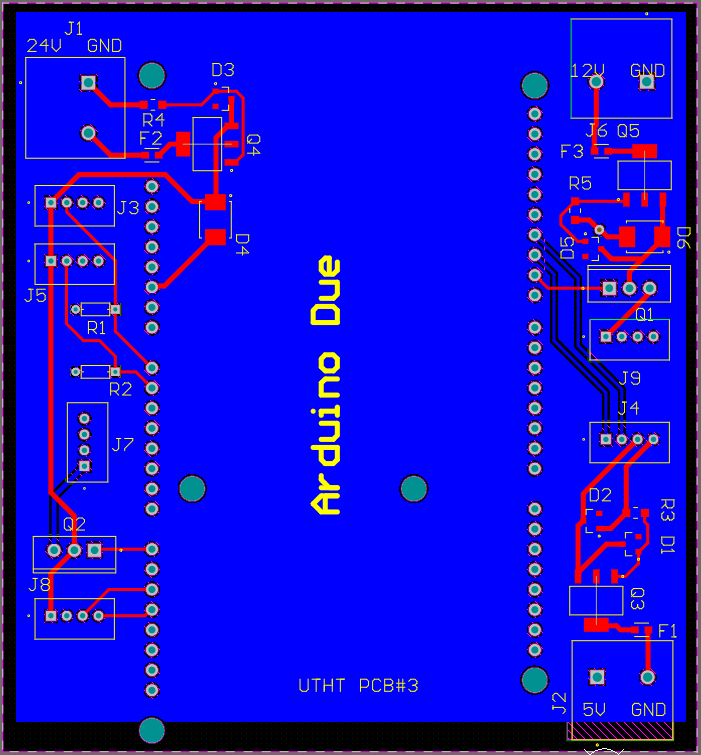 J1
24V GND
D3
R4
F2
Q4
J3
D4
J5
R1
R2
J7
Q2
J8
Arduino Due
UTHT PCB#3
12V GND
J6 Q5
F3
R5
D5
D6
Q1
J9
J4
D2
R3
D1
Q3
F1
J2
5V GND